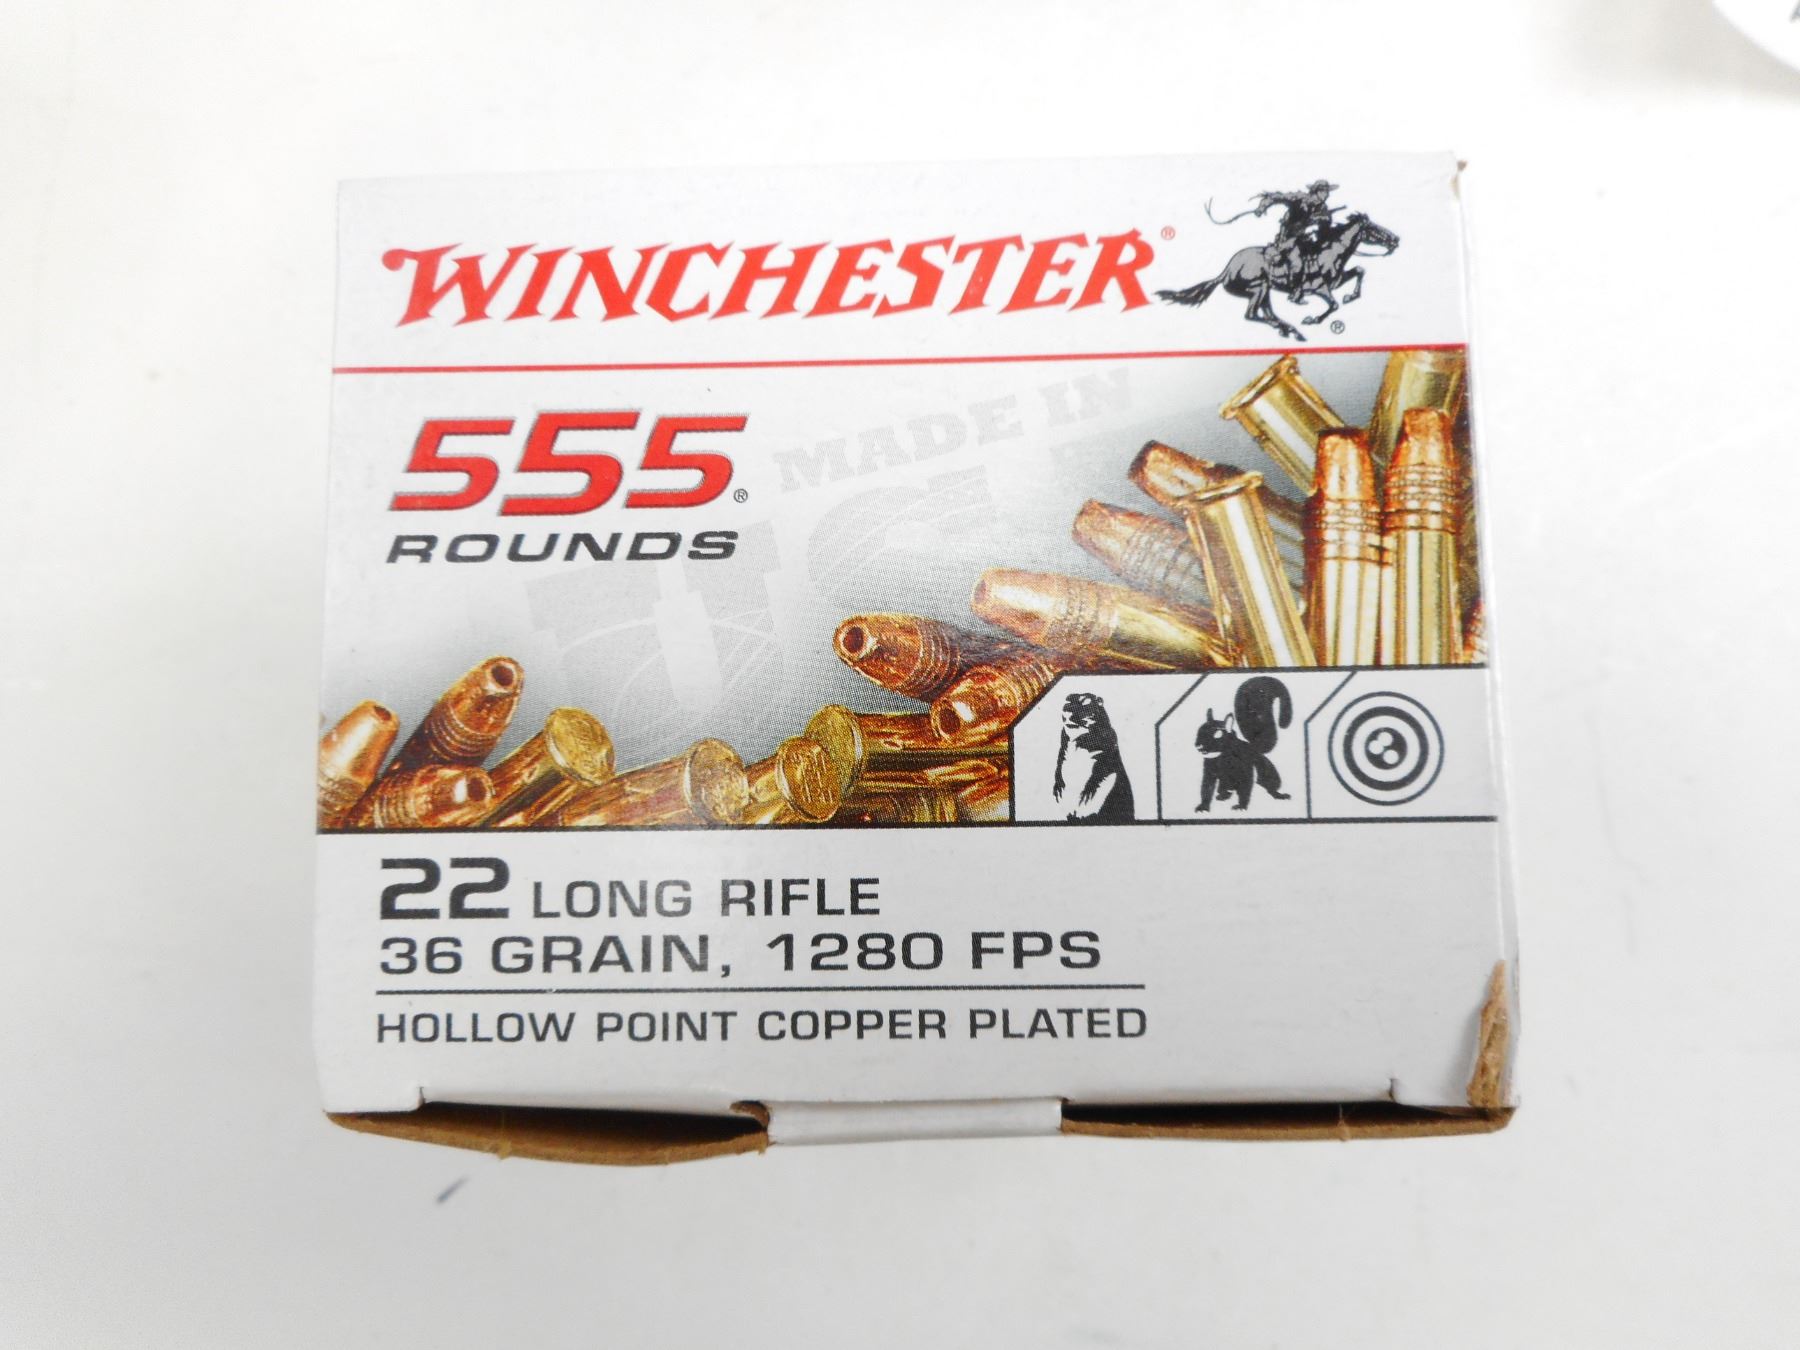 WINCHESTER®
®
555®
ROUNDS
MADE IN
22 LONG RIFLE
36 GRAIN, 1280 FPS
HOLLOW POINT COPPER PLATED